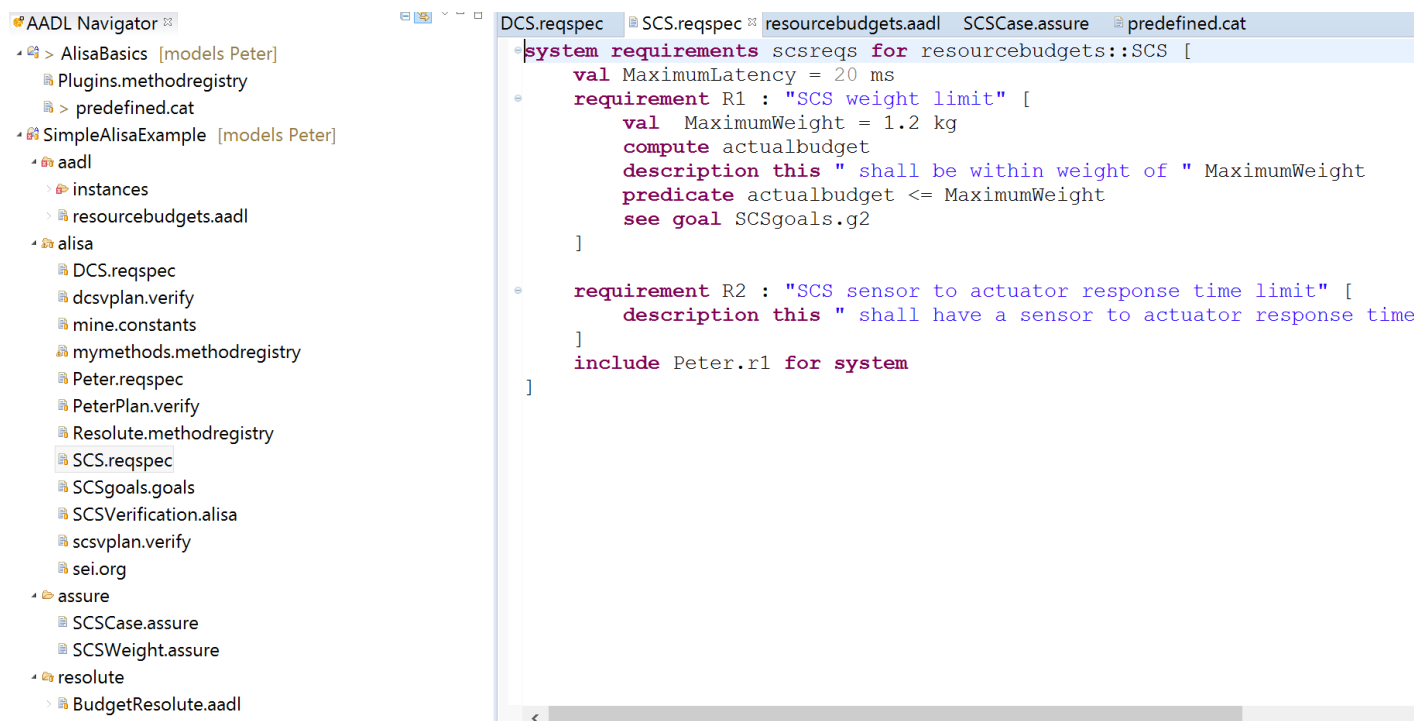 AADL Navigator
> AlisaBasics [models Peter]
Plugins.methodregistry
> predefined.cat
SimpleAlisaExample [models Peter]
aadl
instances
resourcebudgets.aadl
alisa
DCS.reqspec
dcsvplan.verify
mine.constants
mymethods.methodregistry
Peter.reqspec
PeterPlan.verify
Resolute.methodregistry
SCS.reqspec
SCSgoals.goals
SCSVerification.alisa
scsvplan.verify
sei.org
assure
SCSCase.assure
SCSWeight.assure
resolute
BudgetResolute.aadl
DCS.reqspec SCS.reqspec resourcebudgets.aadl SCSCase.assure predefined.cat
system requirements scsreqs for resourcebudgets::SCS [
val MaximumLatency = 20 ms
requirement R1 : "SCS weight limit" [
val MaximumWeight = 1.2 kg
compute actualbudget
description this " shall be within weight of " MaximumWeight
predicate actualbudget <= MaximumWeight
see goal SCSgoals.g2
]
requirement R2 : "SCS sensor to actuator response time limit" [
description this " shall have a sensor to actuator response time
]
include Peter.r1 for system
]